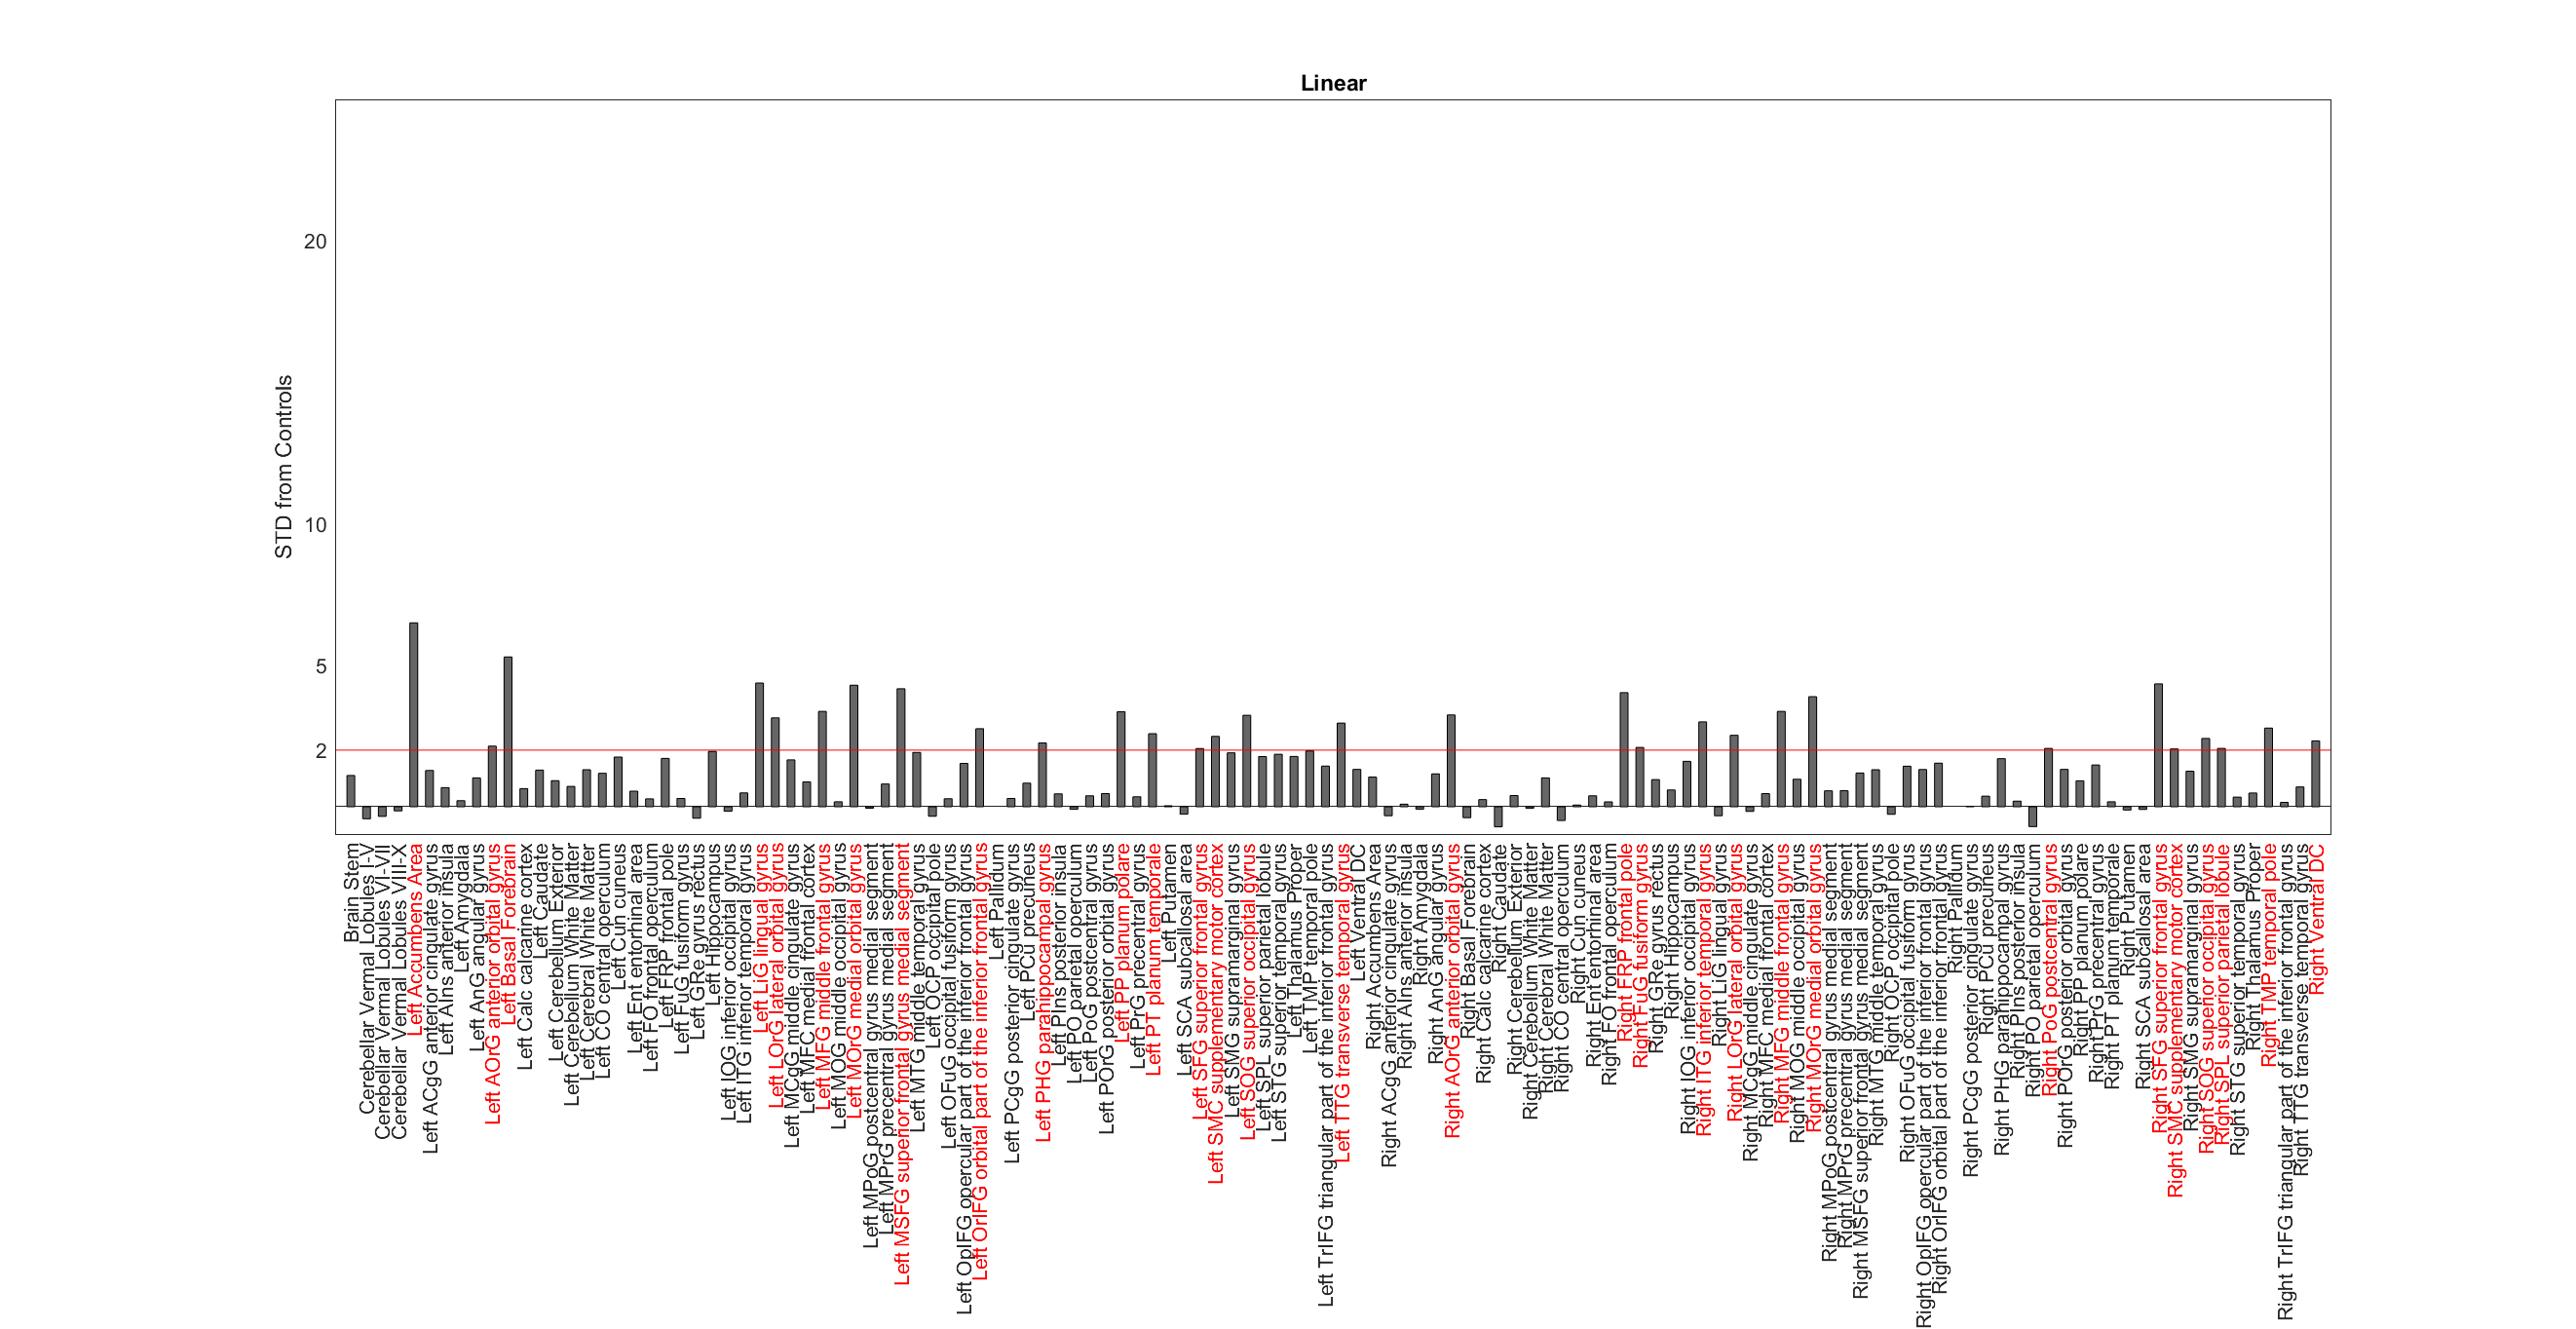 Linear
STD from Controls
20
10
5
2
Brain Stem
Cerebellar Vermal Lobules I-V
Cerebellar Vermal Lobules VI-VII
Cerebellar Vermal Lobules VIII-X
Left Accumbens Area
Left ACgG anterior cingulate gyrus
Left AIns anterior insula
Left Amygdala
Left AnG angular gyrus
Left AOrG anterior orbital gyrus
Left Basal Forebrain
Left Calc calcarine cortex
Left Caudate
Left Cerebellum Exterior
Left Cerebellum White Matter
Left Cerebral White Matter
Left CO central operculum
Left Cun cuneus
Left Ent entorhinal area
Left FO frontal operculum
Left FRP frontal pole
Left FuG fusiform gyrus
Left GRe gyrus rectus
Left Hippocampus
Left IOG inferior occipital gyrus
Left ITG inferior temporal gyrus
Left LiG lingual gyrus
Left LOrG lateral orbital gyrus
Left MCgG middle cingulate gyrus
Left MFC medial frontal cortex
Left MFG middle frontal gyrus
Left MOG middle occipital gyrus
Left MOrG medial orbital gyrus
Left MPoG postcentral gyrus medial segment
Left MPrG precentral gyrus medial segment
Left MSFG superior frontal gyrus medial segment
Left MTG middle temporal gyrus
Left OCP occipital pole
Left OFuG occipital fusiform gyrus
Left OpIFG opercular part of the inferior frontal gyrus
Left OrIFG orbital part of the inferior frontal gyrus
Left Pallidum
Left PCgG posterior cingulate gyrus
Left PCu precuneus
Left PHG parahippocampal gyrus
Left PIns posterior insula
Left PO parietal operculum
Left PoG postcentral gyrus
Left POrG posterior orbital gyrus
Left PP planum polare
Left PrG precentral gyrus
Left PT planum temporale
Left Putamen
Left SCA subcallosal area
Left SFG superior frontal gyrus
Left SMC supplementary motor cortex
Left SMG supramarginal gyrus
Left SOG superior occipital gyrus
Left SPL superior parietal lobule
Left STG superior temporal gyrus
Left Thalamus Proper
Left TMP temporal pole
Left TrIFG triangular part of the inferior frontal gyrus
Left TTG transverse temporal gyrus
Left Ventral DC
Right Accumbens Area
Right ACgG anterior cingulate gyrus
Right AIns anterior insula
Right Amygdala
Right AnG angular gyrus
Right AOrG anterior orbital gyrus
Right Basal Forebrain
Right Calc calcarine cortex
Right Caudate
Right Cerebellum Exterior
Right Cerebellum White Matter
Right Cerebral White Matter
Right CO central operculum
Right Cun cuneus
Right Ent entorhinal area
Right FO frontal operculum
Right FRP frontal pole
Right FuG fusiform gyrus
Right GRe gyrus rectus
Right Hippocampus
Right IOG inferior occipital gyrus
Right ITG inferior temporal gyrus
Right LiG lingual gyrus
Right LOrG lateral orbital gyrus
Right MCgG middle cingulate gyrus
Right MFC medial frontal cortex
Right MFG middle frontal gyrus
Right MOG middle occipital gyrus
Right MOrG medial orbital gyrus
Right MPoG postcentral gyrus medial segment
Right MPrG precentral gyrus medial segment
Right MSFG superior frontal gyrus medial segment
Right MTG middle temporal gyrus
Right OCP occipital pole
Right OFuG occipital fusiform gyrus
Right OpIFG opercular part of the inferior frontal gyrus
Right OrIFG orbital part of the inferior frontal gyrus
Right Pallidum
Right PCgG posterior cingulate gyrus
Right PCu precuneus
Right PHG parahippocampal gyrus
Right PIns posterior insula
Right PO parietal operculum
Right PoG postcentral gyrus
Right POrG posterior orbital gyrus
Right PP planum polare
Right PrG precentral gyrus
Right PT planum temporale
Right Putamen
Right SCA subcallosal area
Right SFG superior frontal gyrus
Right SMC supplementary motor cortex
Right SMG supramarginal gyrus
Right SOG superior occipital gyrus
Right SPL superior parietal lobule
Right STG superior temporal gyrus
Right Thalamus Proper
Right TMP temporal pole
Right TrIFG triangular part of the inferior frontal gyrus
Right TTG transverse temporal gyrus
Right Ventral DC